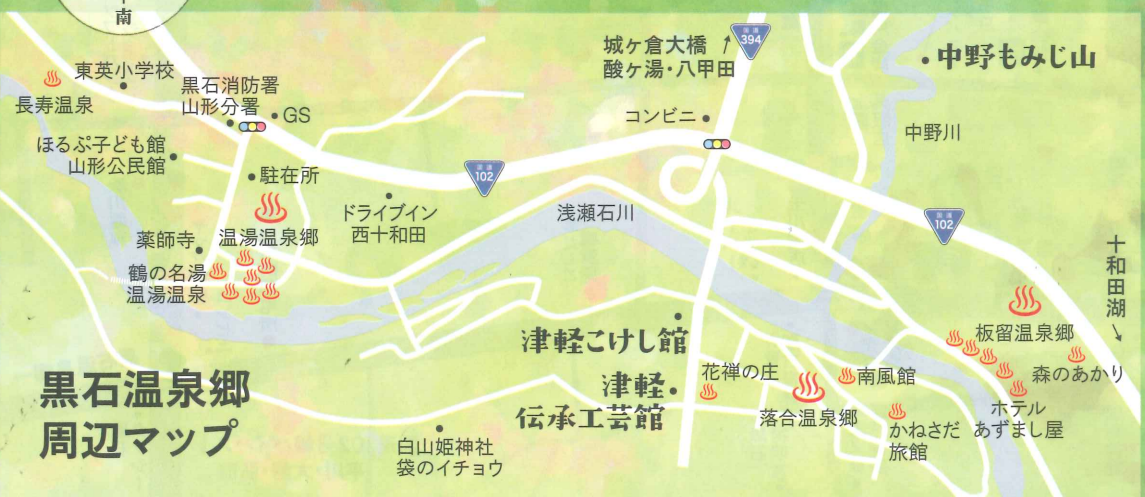 南
東英小学校
長寿温泉
黒石消防署
山形分署
GS
ほるぷ子ども館
山形公民館
駐在所
薬師寺
温湯温泉郷
鶴の名湯
温湯温泉
ドライブイン
西十和田
国道
102
浅瀬石川
城ヶ倉大橋 ↑
酸ヶ湯・八甲田
国道
394
コンビニ
中野もみじ山
中野川
国道
102
十和田湖
↓
板留温泉郷
森のあかり
ホテル
あずまし屋
津軽こけし館
津軽
伝承工芸館
花禅の庄
落合温泉郷
南風館
かねさだ
旅館
白山姫神社
袋のイチョウ
黒石温泉郷
周辺マップ